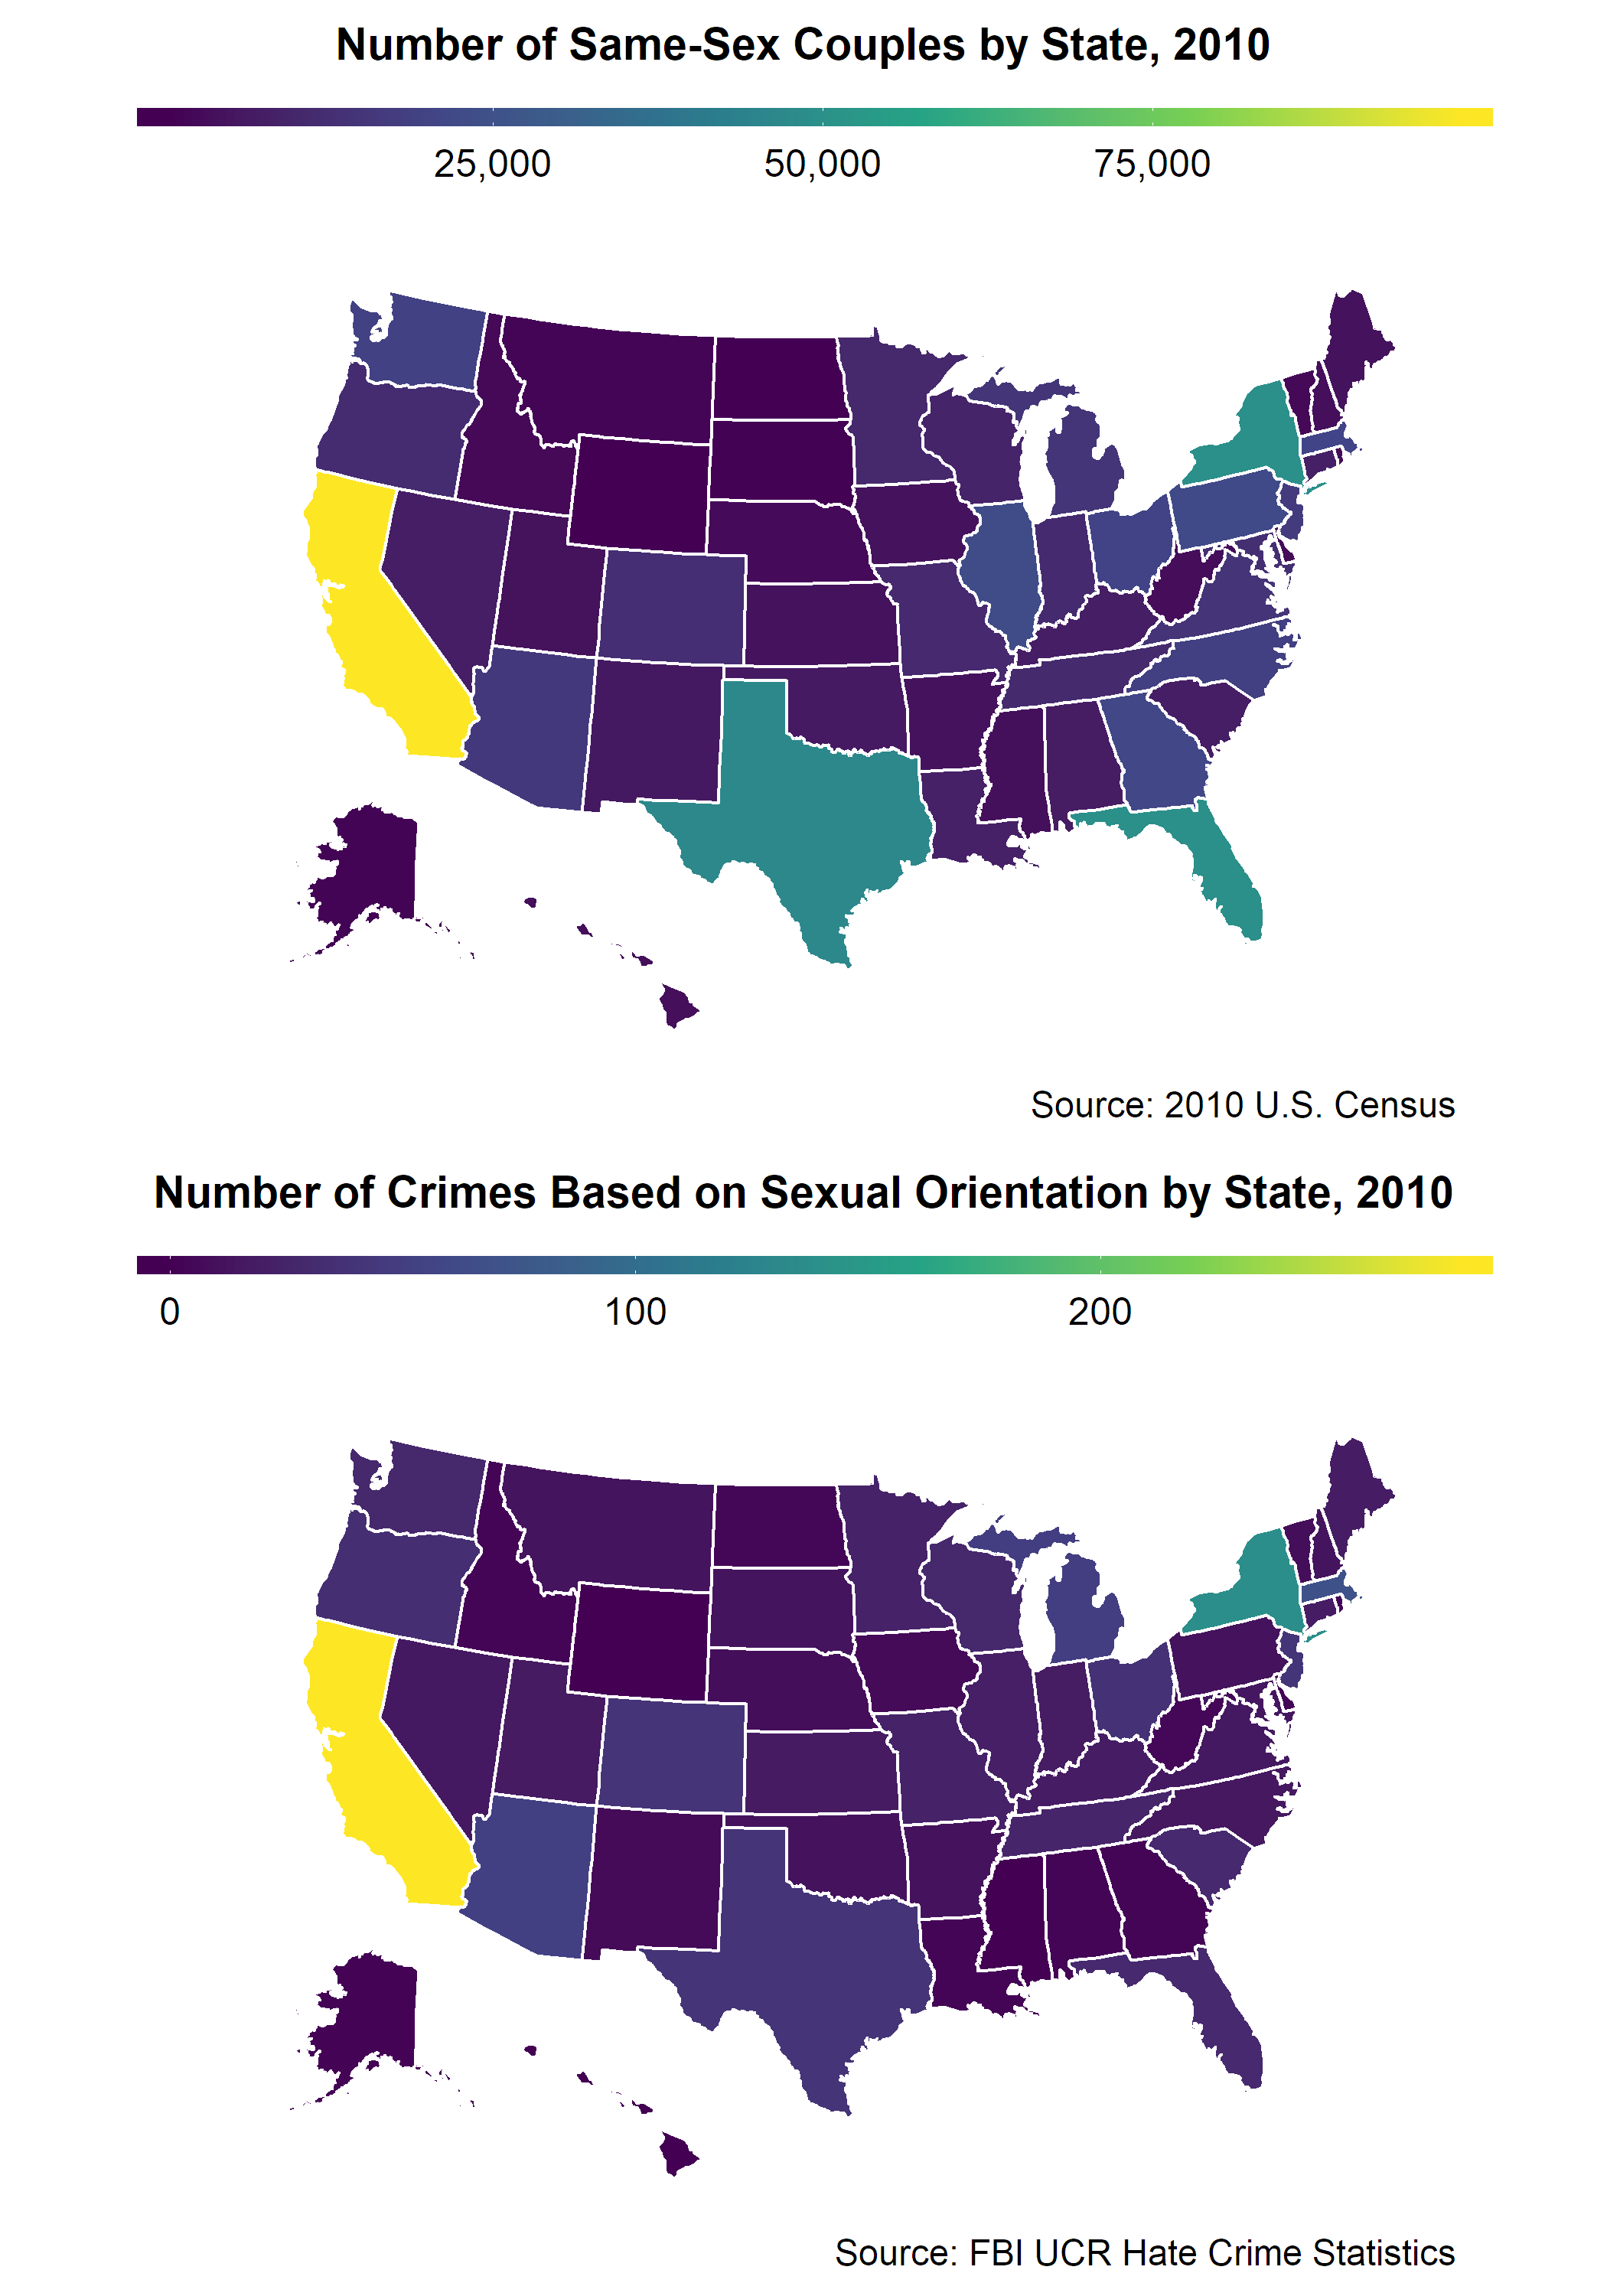 Number of Same-Sex Couples by State, 2010
25,000 50,000 75,000
Source: 2010 U.S. Census
Number of Crimes Based on Sexual Orientation by State, 2010
0 100 200
Source: FBI UCR Hate Crime Statistics